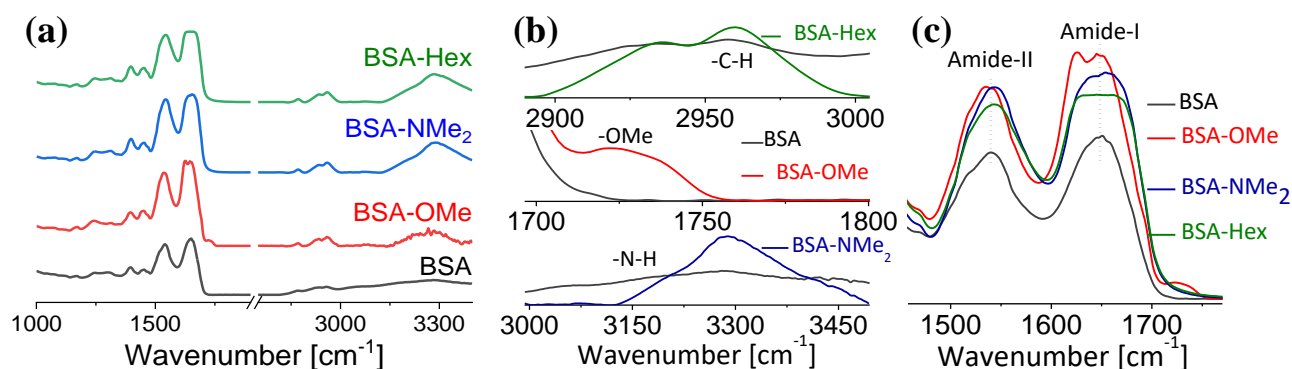 (a)
BSA-Hex
BSA-NMe₂
BSA-OMe
BSA
1000 1500 3000 3300
Wavenumber [cm⁻¹]
(b)
BSA-Hex
-C-H
2900 2950 3000
-OMe
BSA
BSA-OMe
1700 1750 1800
BSA-NMe₂
-N-H
3000 3150 3300 3450
Wavenumber [cm⁻¹]
(c)
Amide-I
Amide-II
BSA
BSA-OMe
BSA-NMe₂
BSA-Hex
1500 1600 1700
Wavenumber [cm⁻¹]